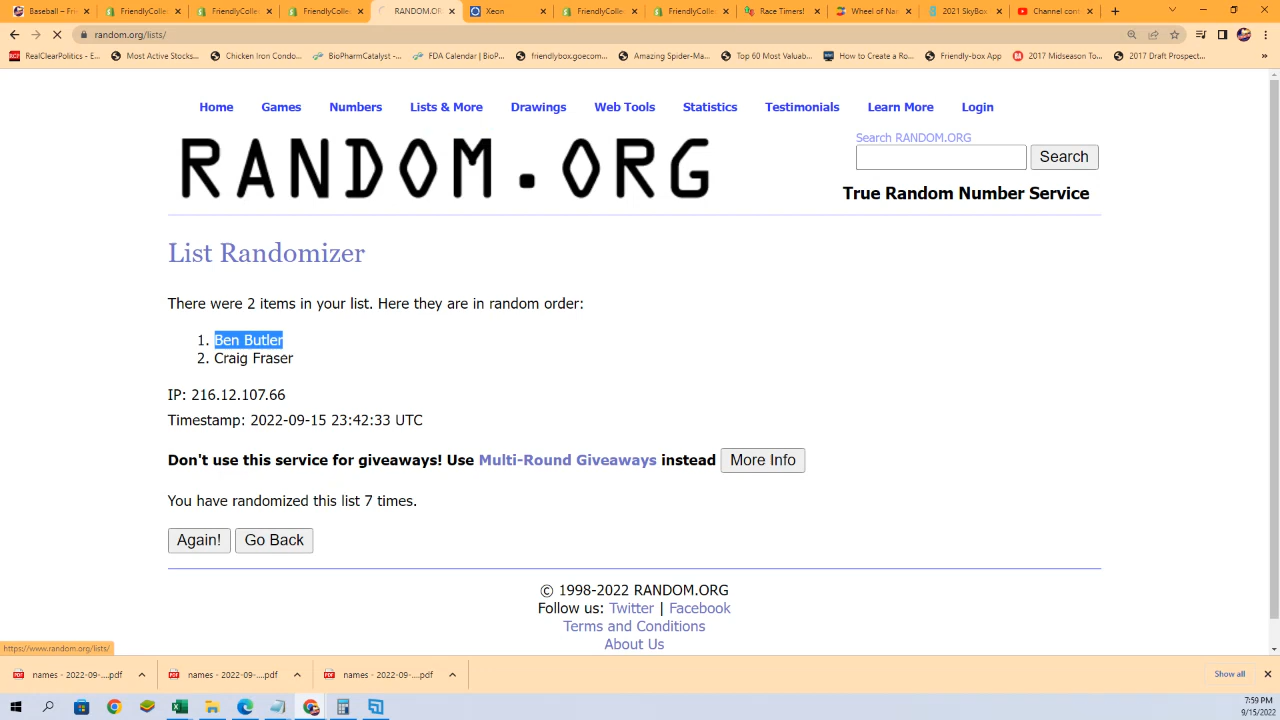 Baseball - Fri
FriendlyColle
FriendlyColle
FriendlyColle
RANDOM.OR
Xeon
FriendlyColle
FriendlyColle
Race Timers!
Wheel of Na
2021 SkyBox
Channel cont
random.org/lists/
RealClearPolitics - E...
Most Active Stocks...
Chicken Iron Condo...
BioPharmCatalyst -...
FDA Calendar | BioP...
friendlybox.goecom...
Amazing Spider-Ma...
Top 60 Most Valuab...
How to Create a Ro...
Friendly-box App
2017 Midseason To...
2017 Draft Prospect...
Home Games Numbers Lists & More Drawings Web Tools Statistics Testimonials Learn More Login
RANDOM.ORG
Search RANDOM.ORG
Search
True Random Number Service
List Randomizer
There were 2 items in your list. Here they are in random order:
1. Ben Butler
2. Craig Fraser
IP: 216.12.107.66
Timestamp: 2022-09-15 23:42:33 UTC
Don't use this service for giveaways! Use Multi-Round Giveaways instead More Info
You have randomized this list 7 times.
Again! Go Back
© 1998-2022 RANDOM.ORG
Follow us: Twitter | Facebook
Terms and Conditions
About Us
https://www.random.org/lists/
names - 2022-09-....pdf
names - 2022-09-....pdf
names - 2022-09-....pdf
Show all
7:59 PM
9/15/2022